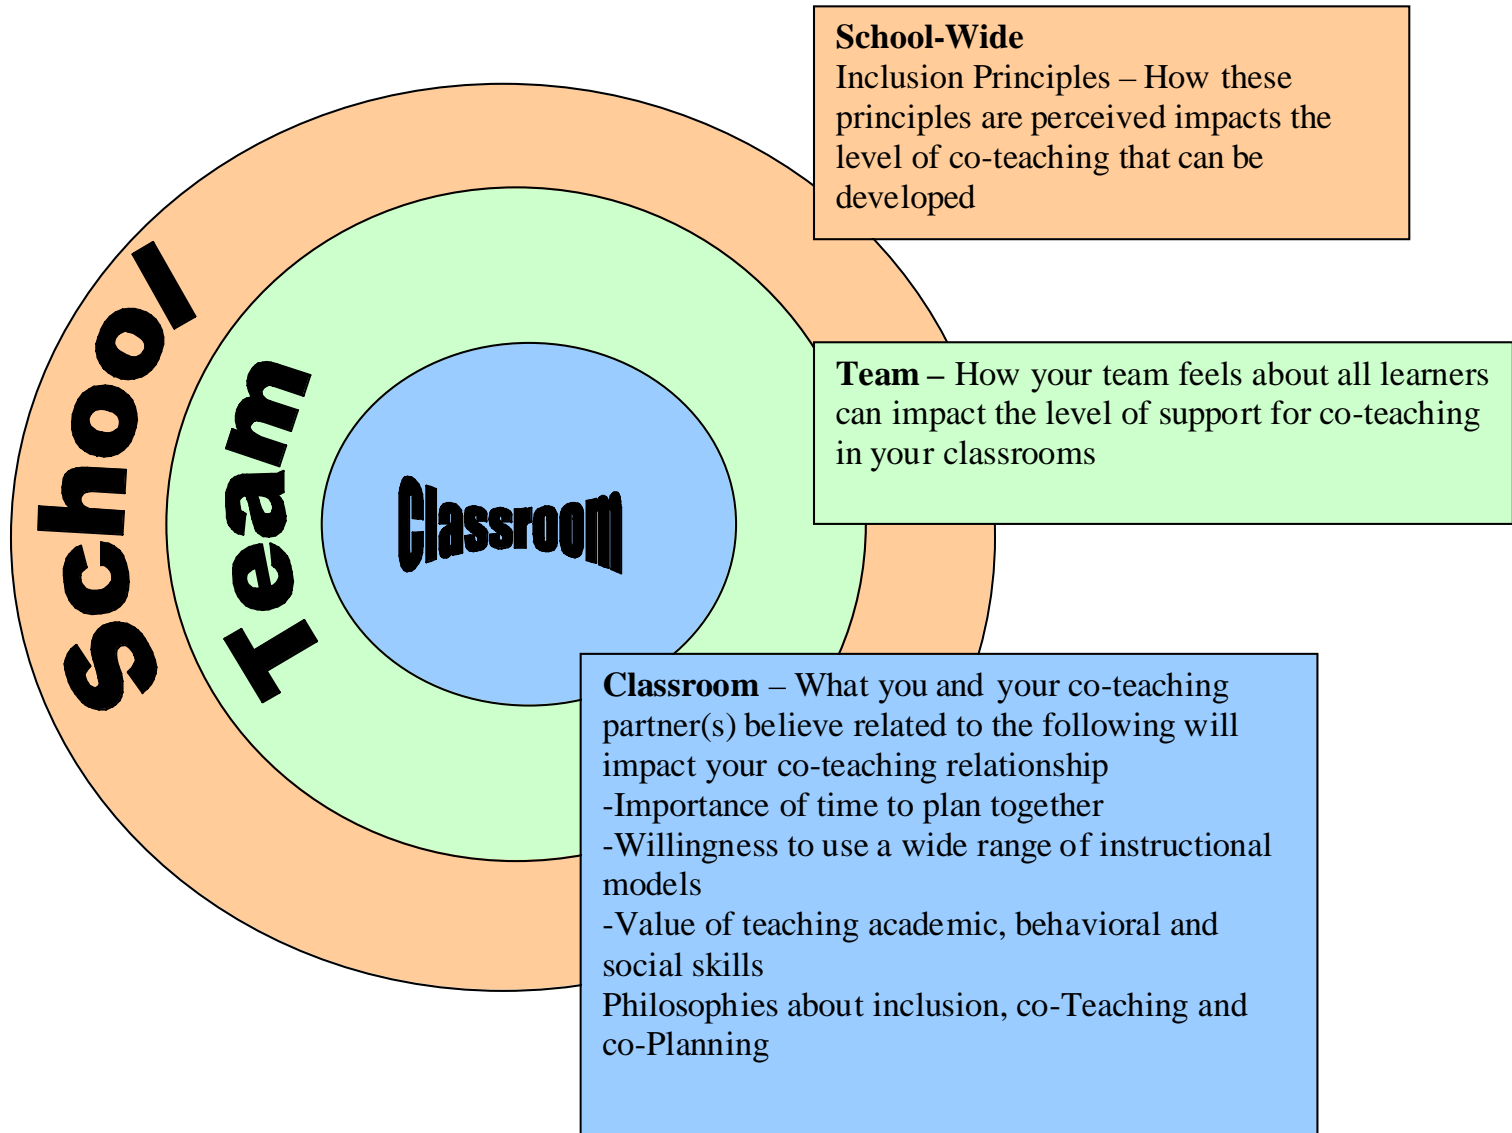 School-Wide
Inclusion Principles – How these
principles are perceived impacts the
level of co-teaching that can be
developed
School
Team
Classroom
Team – How your team feels about all learners
can impact the level of support for co-teaching
in your classrooms
Classroom – What you and your co-teaching
partner(s) believe related to the following will
impact your co-teaching relationship
-Importance of time to plan together
-Willingness to use a wide range of instructional
models
-Value of teaching academic, behavioral and
social skills
Philosophies about inclusion, co-Teaching and
co-Planning